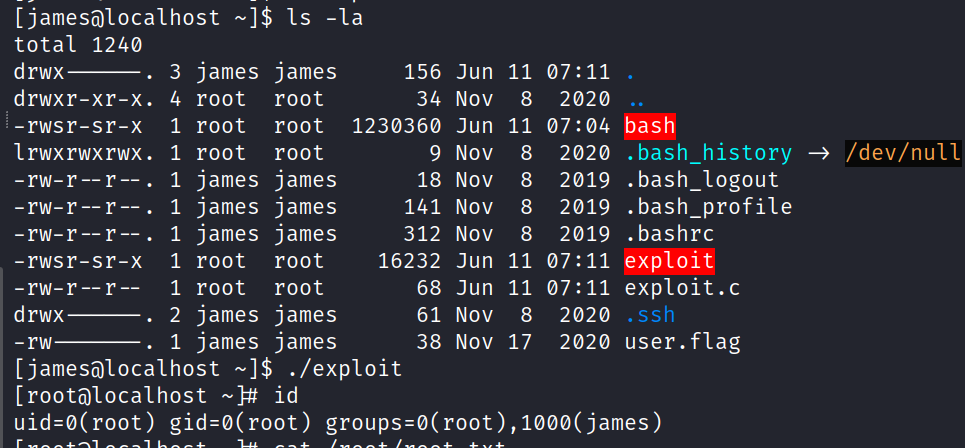 [james@localhost ~]$ ls -la
total 1240
drwx------. 3 james james     156 Jun 11 07:11 .
drwxr-xr-x. 4 root  root       34 Nov  8  2020 ..
-rwsr-sr-x  1 root  root  1230360 Jun 11 07:04 bash
lrwxrwxrwx. 1 root  root        9 Nov  8  2020 .bash_history -> /dev/null
-rw-r--r--. 1 james james      18 Nov  8  2019 .bash_logout
-rw-r--r--. 1 james james     141 Nov  8  2019 .bash_profile
-rw-r--r--. 1 james james     312 Nov  8  2019 .bashrc
-rwsr-sr-x  1 root  root    16232 Jun 11 07:11 exploit
-rw-r--r--  1 root  root       68 Jun 11 07:11 exploit.c
drwx------. 2 james james      61 Nov  8  2020 .ssh
-rw-------. 1 james james      38 Nov 17  2020 user.flag
[james@localhost ~]$ ./exploit
[root@localhost ~]# id
uid=0(root) gid=0(root) groups=0(root),1000(james)
[root@localhost ~]# cat /root/root.txt